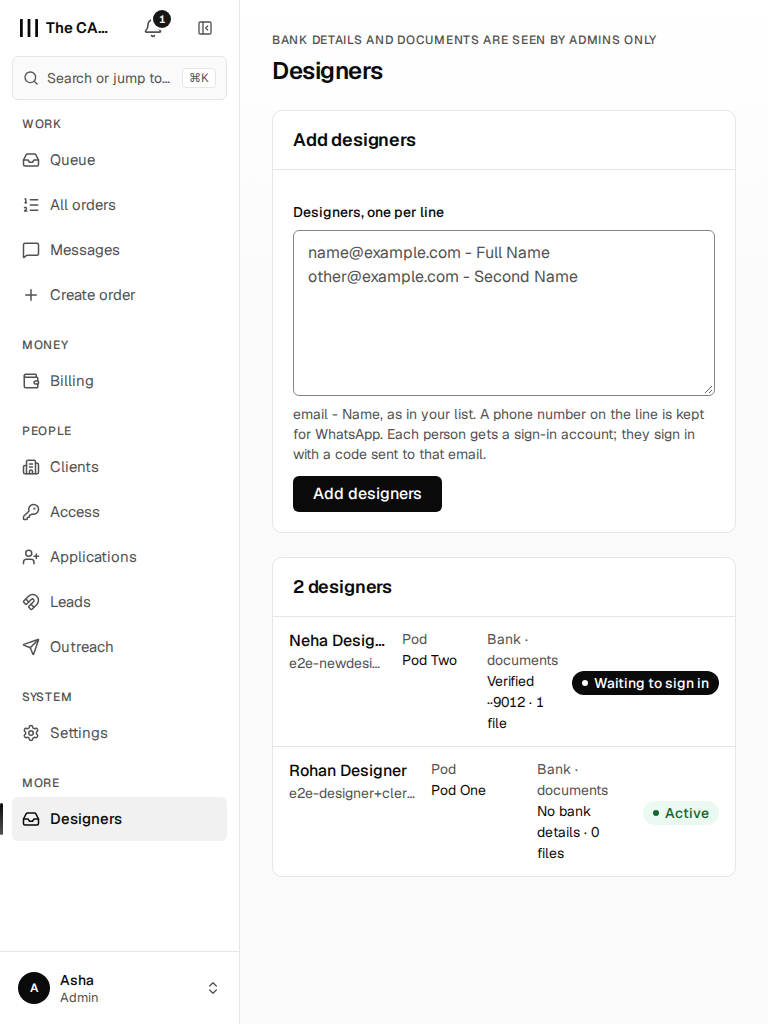 The CA…
1
Search or jump to…
⌘K
WORK
Queue
All orders
Messages
Create order
MONEY
Billing
PEOPLE
Clients
Access
Applications
Leads
Outreach
SYSTEM
Settings
MORE
Designers
A
Asha
Admin
BANK DETAILS AND DOCUMENTS ARE SEEN BY ADMINS ONLY
Designers
Add designers
Designers, one per line
name@example.com - Full Name
other@example.com - Second Name
email - Name, as in your list. A phone number on the line is kept
for WhatsApp. Each person gets a sign-in account; they sign in
with a code sent to that email.
Add designers
2 designers
Neha Desig…
e2e-newdesi…
Pod
Pod Two
Bank ·
documents
Verified
··9012 · 1
file
Waiting to sign in
Rohan Designer
e2e-designer+cler…
Pod
Pod One
Bank ·
documents
No bank
details · 0
files
Active